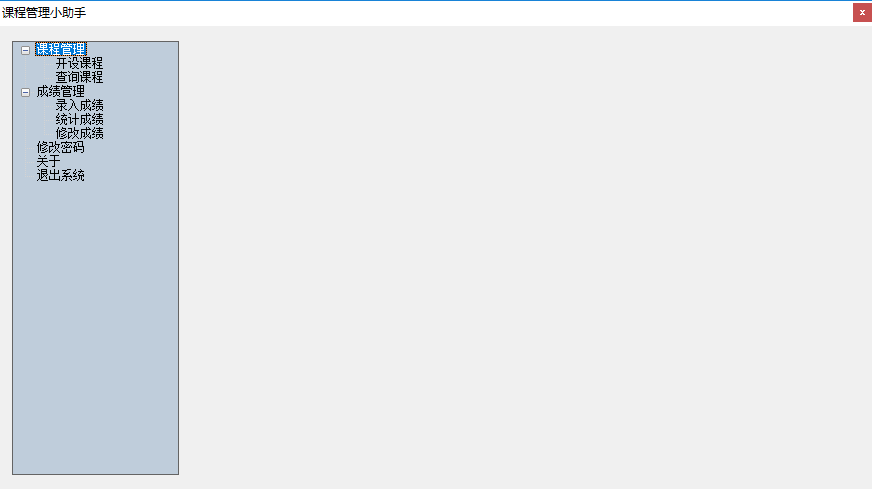 课程管理小助手
课程管理
开设课程
查询课程
成绩管理
录入成绩
统计成绩
修改成绩
修改密码
关于
退出系统